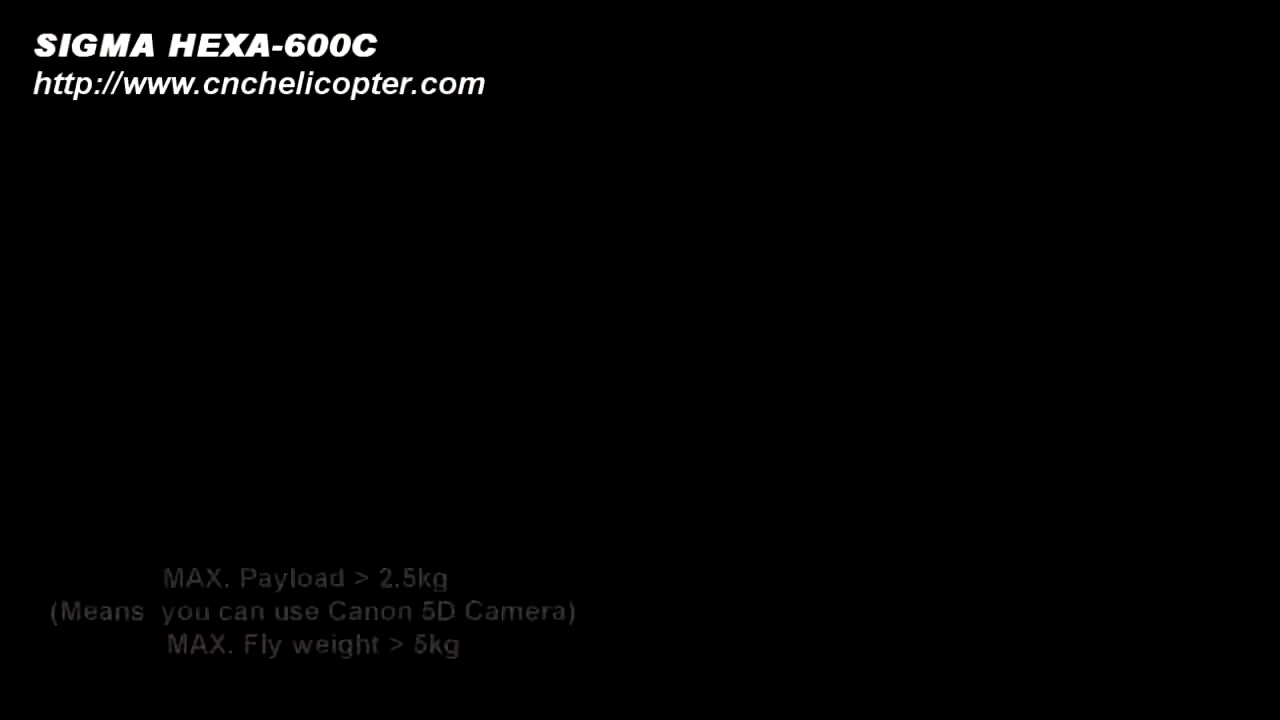 SIGMA HEXA-600C
http://www.cnchelicopter.com
MAX. Payload > 2.5kg
(Means you can use Canon 5D Camera)
MAX. Fly weight > 5kg